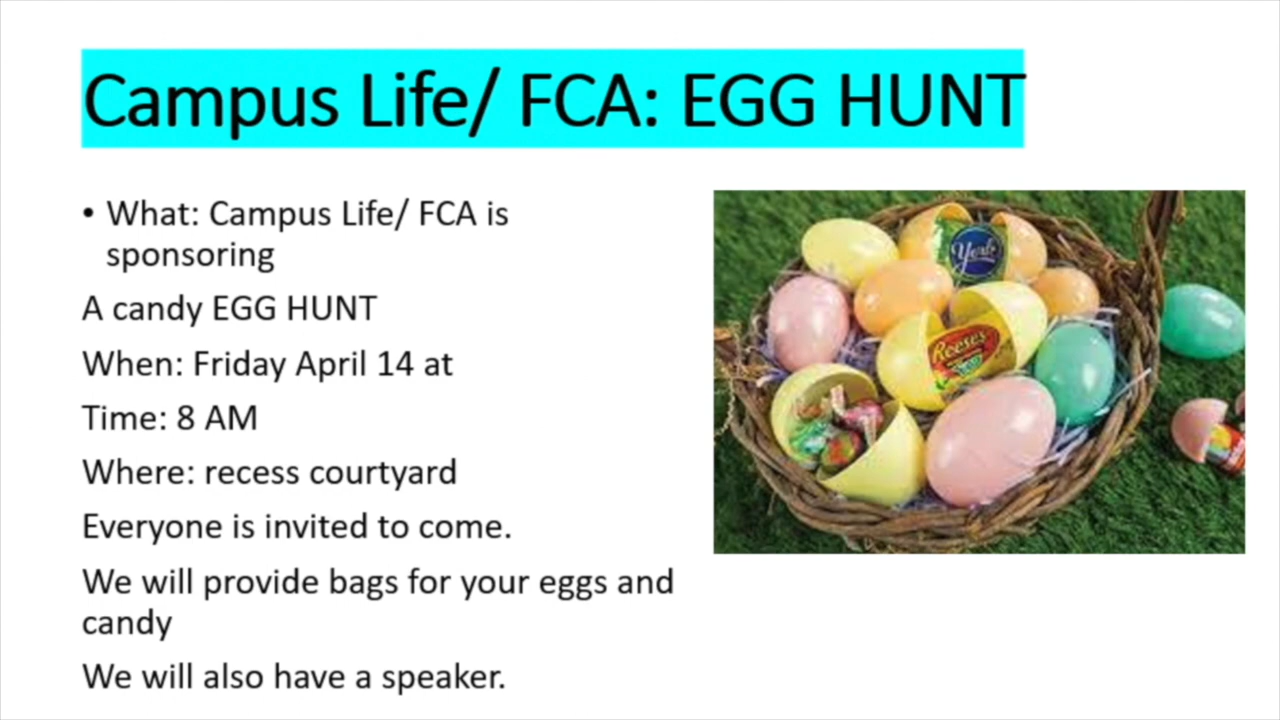 Campus Life/ FCA: EGG HUNT
• What: Campus Life/ FCA is
sponsoring
A candy EGG HUNT
When: Friday April 14 at
Time: 8 AM
Where: recess courtyard
Everyone is invited to come.
We will provide bags for your eggs and
candy
We will also have a speaker.
York
Reese's